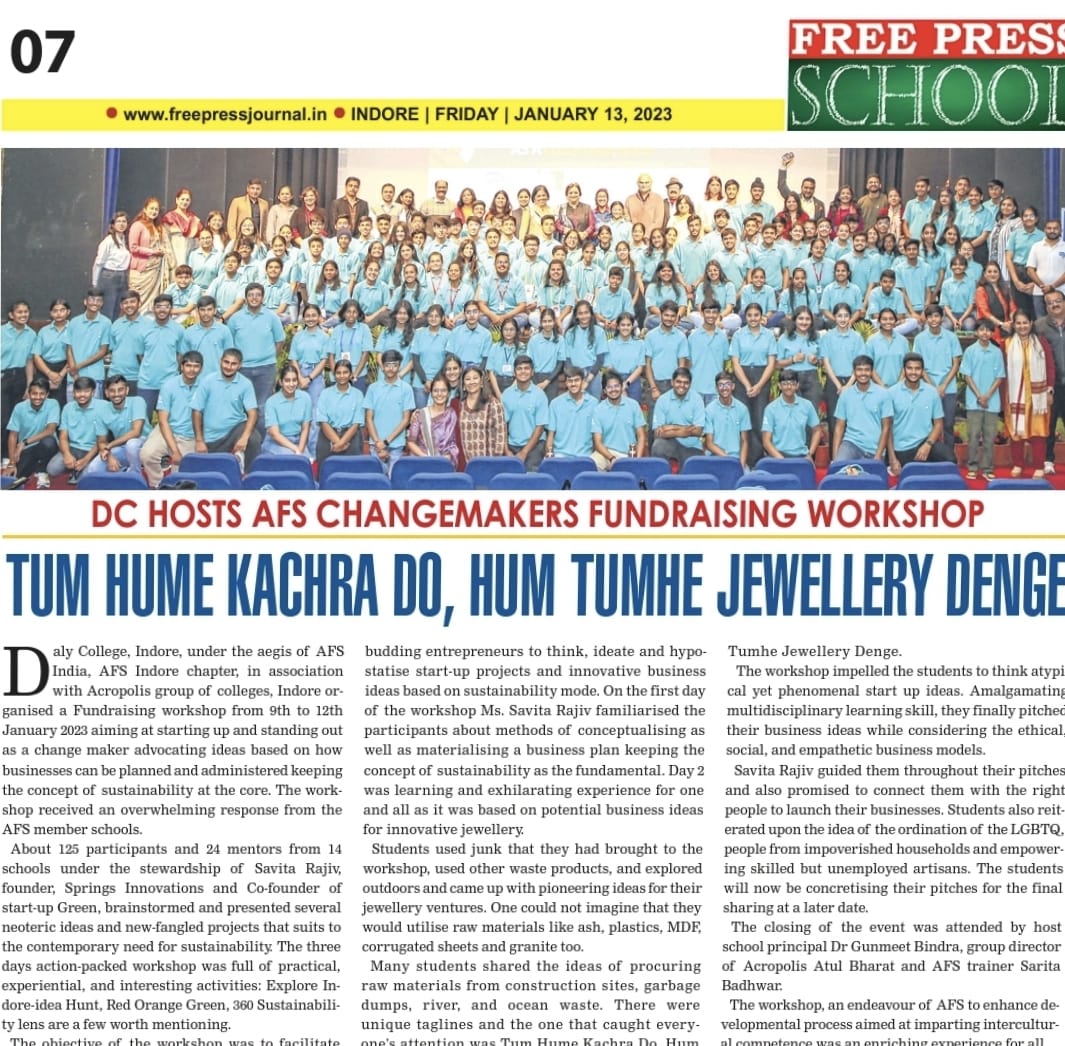 07
FREE PRESS
SCHOOL
www.freepressjournal.in • INDORE | FRIDAY | JANUARY 13, 2023
DC HOSTS AFS CHANGEMAKERS FUNDRAISING WORKSHOP
TUM HUME KACHRA DO, HUM TUMHE JEWELLERY DENGE
Daly College, Indore, under the aegis of AFS
India, AFS Indore chapter, in association
with Acropolis group of colleges, Indore or-
ganised a Fundraising workshop from 9th to 12th
January 2023 aiming at starting up and standing out
as a change maker advocating ideas based on how
businesses can be planned and administered keeping
the concept of sustainability at the core. The work-
shop received an overwhelming response from the
AFS member schools.
About 125 participants and 24 mentors from 14
schools under the stewardship of Savita Rajiv,
founder, Springs Innovations and Co-founder of
start-up Green, brainstormed and presented several
neoteric ideas and new-fangled projects that suits to
the contemporary need for sustainability. The three
days action-packed workshop was full of practical,
experiential, and interesting activities: Explore In-
dore-idea Hunt, Red Orange Green, 360 Sustainabili-
ty lens are a few worth mentioning.
The objective of the workshop was to facilitate
budding entrepreneurs to think, ideate and hypo-
statise start-up projects and innovative business
ideas based on sustainability mode. On the first day
of the workshop Ms. Savita Rajiv familiarised the
participants about methods of conceptualising as
well as materialising a business plan keeping the
concept of sustainability as the fundamental. Day 2
was learning and exhilarating experience for one
and all as it was based on potential business ideas
for innovative jewellery.
Students used junk that they had brought to the
workshop, used other waste products, and explored
outdoors and came up with pioneering ideas for their
jewellery ventures. One could not imagine that they
would utilise raw materials like ash, plastics, MDF,
corrugated sheets and granite too.
Many students shared the ideas of procuring
raw materials from construction sites, garbage
dumps, river, and ocean waste. There were
unique taglines and the one that caught every-
one's attention was Tum Hume Kachra Do, Hum
Tumhe Jewellery Denge.
The workshop impelled the students to think atypi
cal yet phenomenal start up ideas. Amalgamating
multidisciplinary learning skill, they finally pitched
their business ideas while considering the ethical,
social, and empathetic business models.
Savita Rajiv guided them throughout their pitches
and also promised to connect them with the right
people to launch their businesses. Students also reit-
erated upon the idea of the ordination of the LGBTQ,
people from impoverished households and empower-
ing skilled but unemployed artisans. The students
will now be concretising their pitches for the final
sharing at a later date.
The closing of the event was attended by host
school principal Dr Gunmeet Bindra, group director
of Acropolis Atul Bharat and AFS trainer Sarita
Badhwar.
The workshop, an endeavour of AFS to enhance de-
velopmental process aimed at imparting intercultur-
al competence was an enriching experience for all